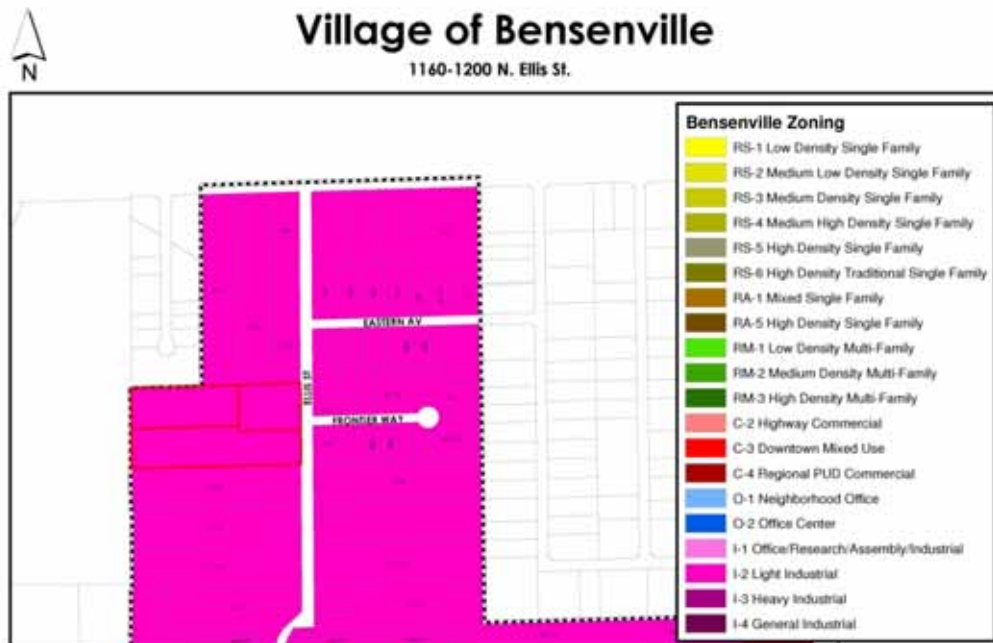 Village of Bensenville
1160-1200 N. Ellis St.
N
Bensenville Zoning
RS-1 Low Density Single Family
RS-2 Medium Low Density Single Family
RS-3 Medium Density Single Family
RS-4 Medium High Density Single Family
RS-5 High Density Single Family
RS-6 High Density Traditional Single Family
RA-1 Mixed Single Family
RA-5 High Density Single Family
RM-1 Low Density Multi-Family
RM-2 Medium Density Multi-Family
RM-3 High Density Multi-Family
C-2 Highway Commercial
C-3 Downtown Mixed Use
C-4 Regional PUD Commercial
O-1 Neighborhood Office
O-2 Office Center
I-1 Office/Research/Assembly/Industrial
I-2 Light Industrial
I-3 Heavy Industrial
I-4 General Industrial
EASTERN AV
ELLIS ST
FRONDER WAY